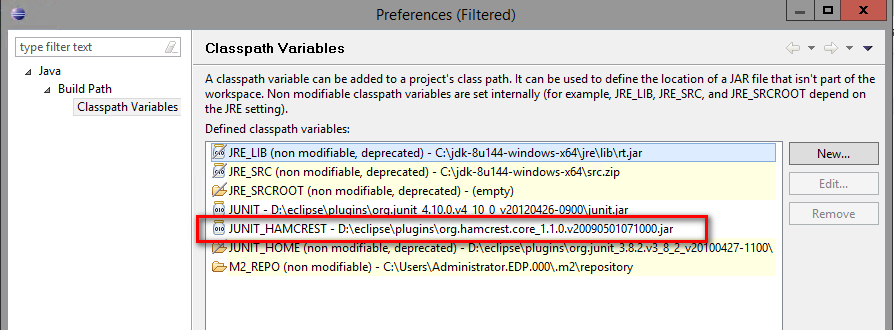 Preferences (Filtered)
type filter text
Java
Build Path
Classpath Variables
Classpath Variables
A classpath variable can be added to a project's class path. It can be used to define the location of a JAR file that isn't part of the
workspace. Non modifiable classpath variables are set internally (for example, JRE_LIB, JRE_SRC, and JRE_SRCROOT depend on
the JRE setting).
Defined classpath variables:
JRE_LIB (non modifiable, deprecated) - C:\jdk-8u144-windows-x64\jre\lib\rt.jar
JRE_SRC (non modifiable, deprecated) - C:\jdk-8u144-windows-x64\src.zip
JRE_SRCROOT (non modifiable, deprecated) - (empty)
JUNIT - D:\eclipse\plugins\org.junit_4.10.0.v4_10_0_v20120426-0900\junit.jar
JUNIT_HAMCREST - D:\eclipse\plugins\org.hamcrest.core_1.1.0.v20090501071000.jar
JUNIT_HOME (non modifiable, deprecated) - D:\eclipse\plugins\org.junit_3.8.2.v3_8_2_v20100427-1100\
M2_REPO (non modifiable) - C:\Users\Administrator.EDP.000\.m2\repository
New...
Edit...
Remove